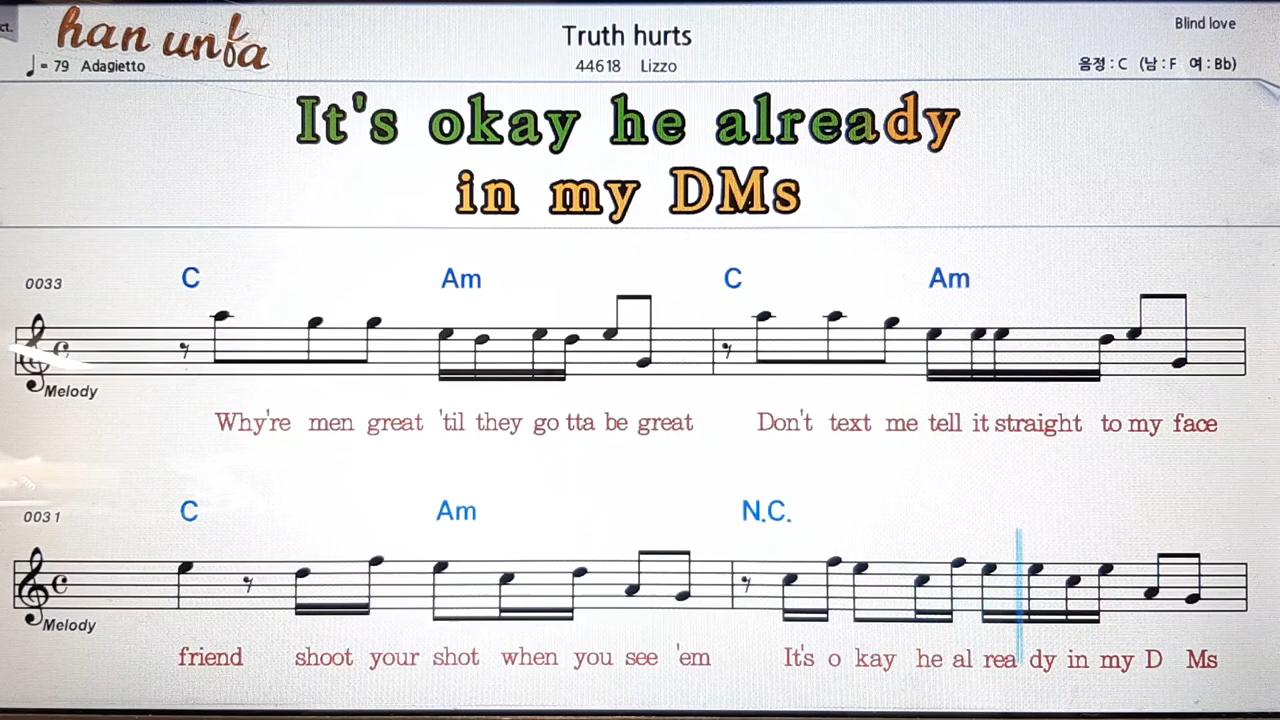 ct.
han unfa
Truth hurts
Blind love
♩= 79 Adagietto
44618 Lizzo
음정 : C (남 : F 여 : Bb)
It's okay he already
in my DMs
0033
C Am C Am
Melody
Why're men great 'til they go tta be great Don't text me tell it straight to my face
0031
C Am N.C.
Melody
friend shoot your shot when you see 'em It's o kay he al rea dy in my D Ms